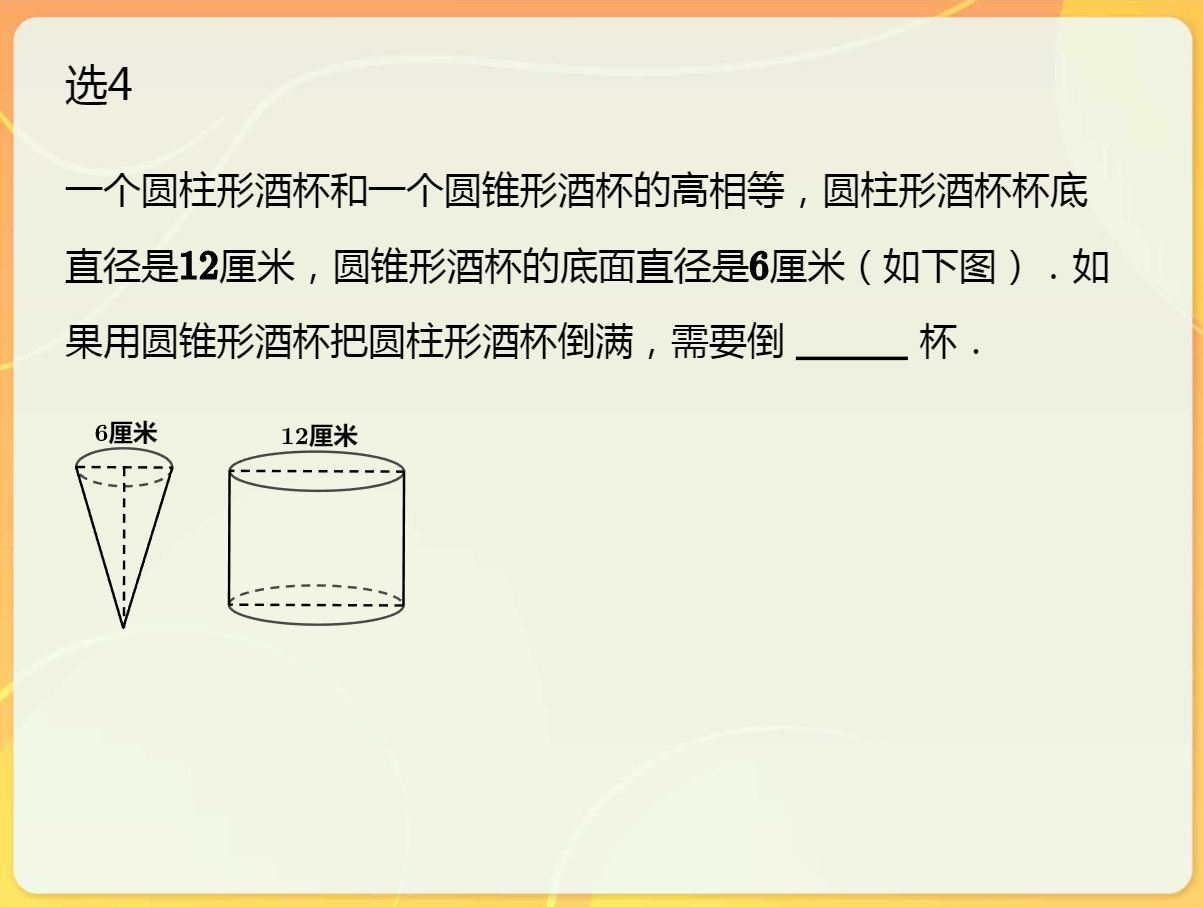 选4
一个圆柱形酒杯和一个圆锥形酒杯的高相等，圆柱形酒杯杯底
直径是12厘米，圆锥形酒杯的底面直径是6厘米（如下图）．如
果用圆锥形酒杯把圆柱形酒杯倒满，需要倒 ______ 杯．
6厘米
12厘米